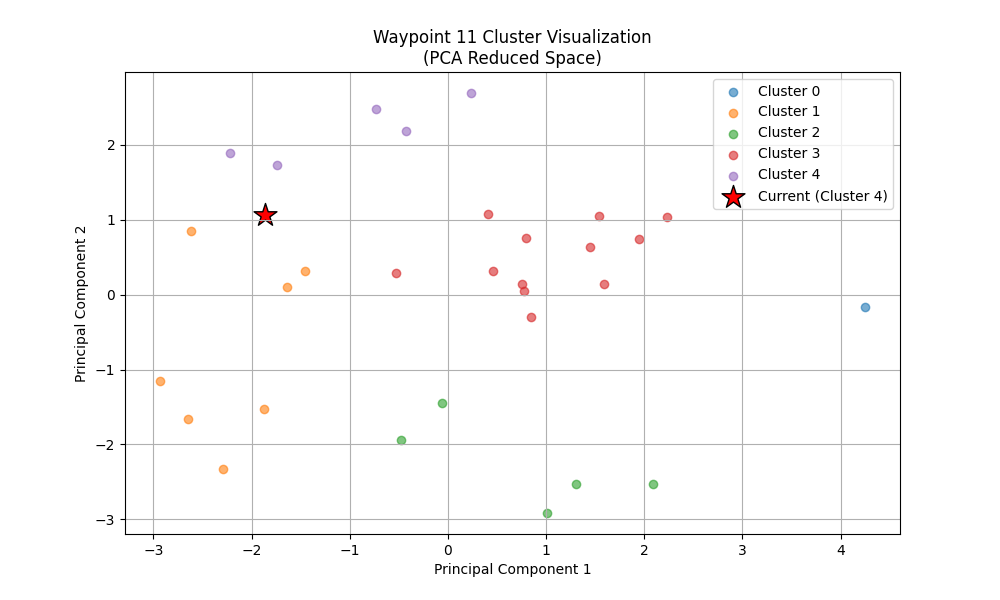 Waypoint 11 Cluster Visualization
(PCA Reduced Space)
Cluster 0
Cluster 1
Cluster 2
Cluster 3
Cluster 4
Current (Cluster 4)
Principal Component 2
2
1
0
−1
−2
−3
−3
−2
−1
0
1
2
3
4
Principal Component 1